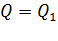 Q = Q₁